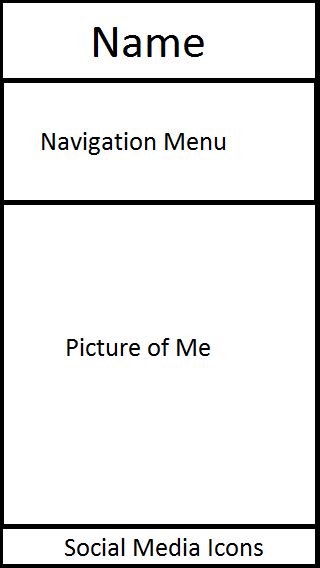 Name
Navigation Menu
Picture of Me
Social Media Icons